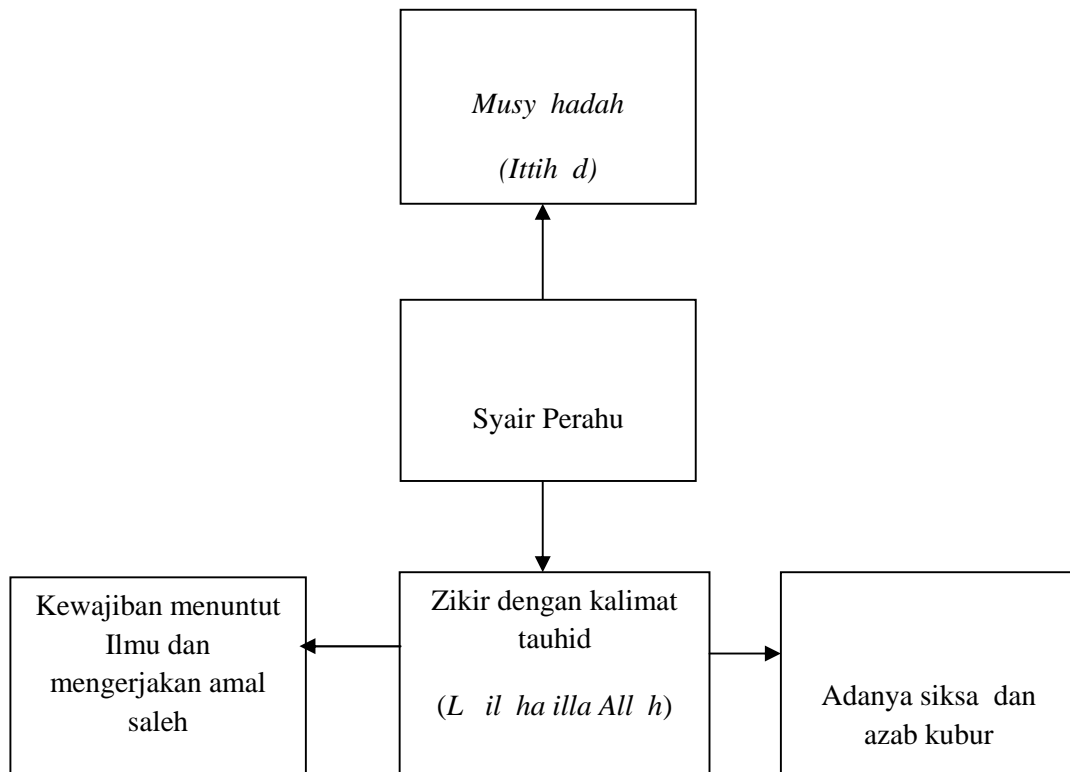 Musy hadah
(Ittih d)
Syair Perahu
Kewajiban menuntut
Ilmu dan
mengerjakan amal
saleh
Zikir dengan kalimat
tauhid
(L il ha illa All h)
Adanya siksa dan
azab kubur